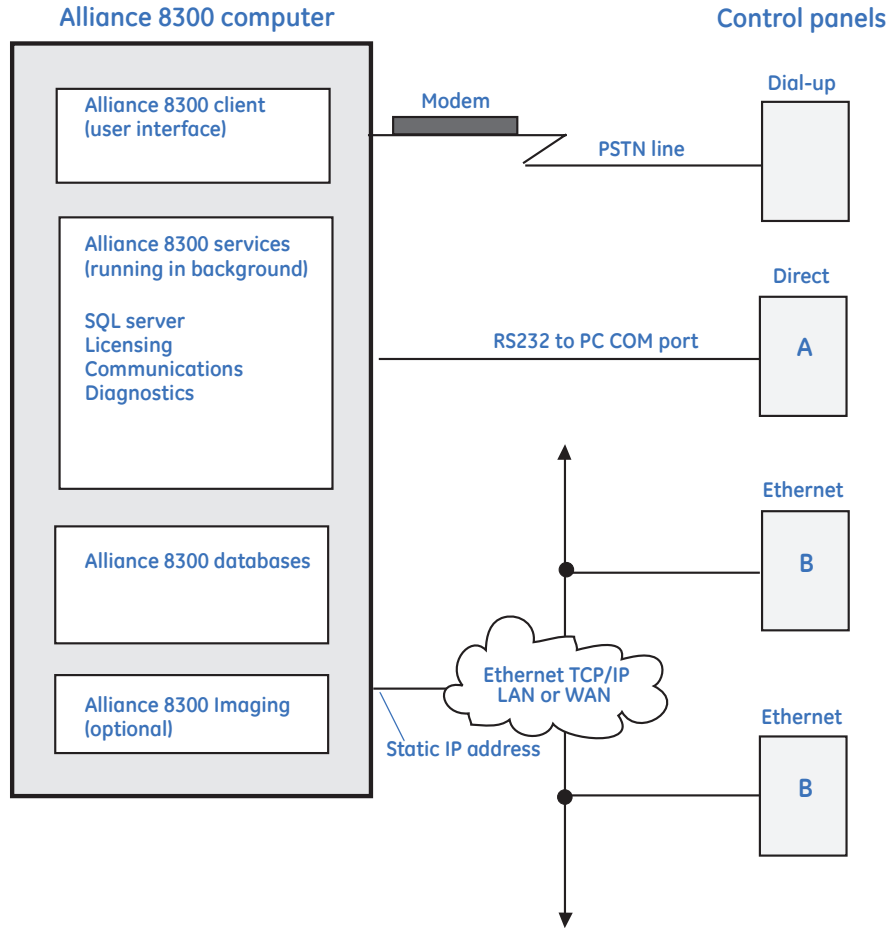 Alliance 8300 computer
Control panels
Alliance 8300 client
(user interface)
Modem
Dial-up
PSTN line
Alliance 8300 services
(running in background)
SQL server
Licensing
Communications
Diagnostics
Direct
RS232 to PC COM port
A
Ethernet
B
Alliance 8300 databases
Ethernet TCP/IP
LAN or WAN
Alliance 8300 Imaging
(optional)
Static IP address
Ethernet
B